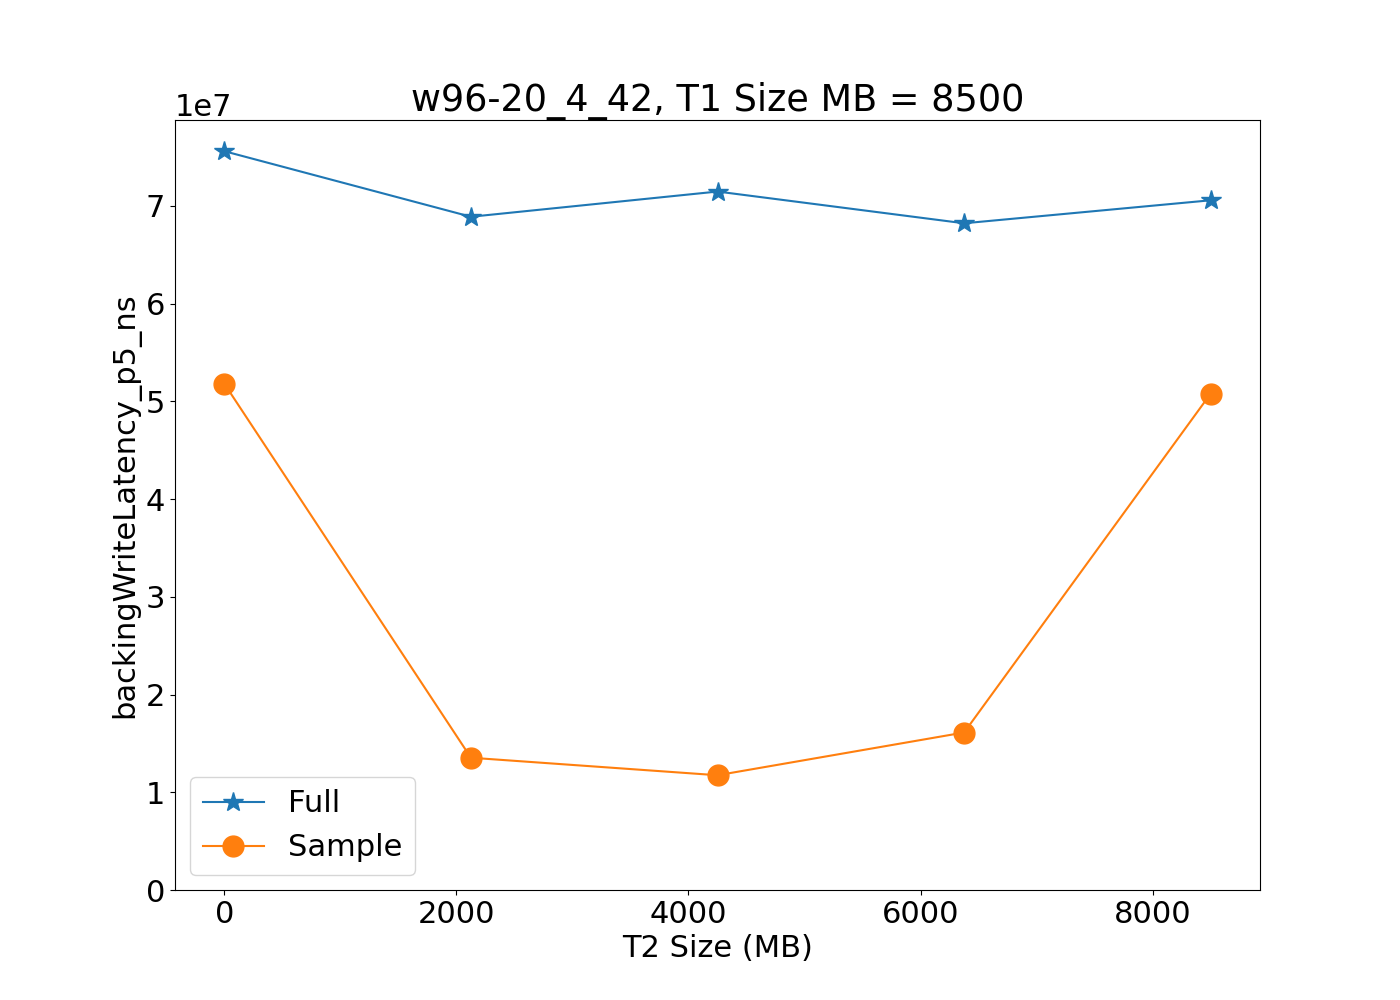 w96-20_4_42, T1 Size MB = 8500
1e7
7
6
5
4
3
2
1
0
backingWriteLatency_p5_ns
Full
Sample
0 2000 4000 6000 8000
T2 Size (MB)